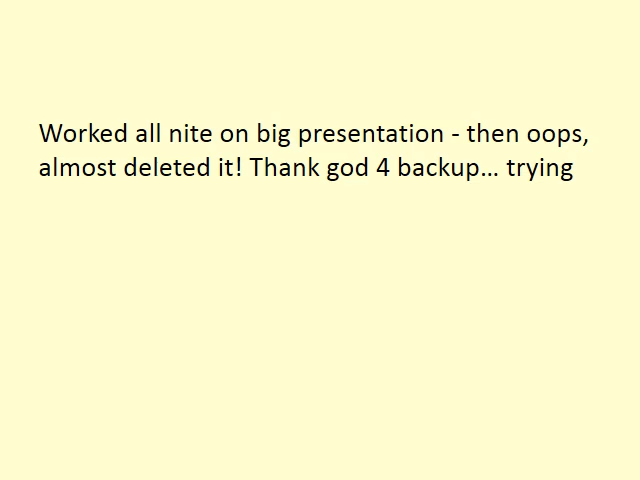 Worked all nite on big presentation - then oops,
almost deleted it! Thank god 4 backup… trying